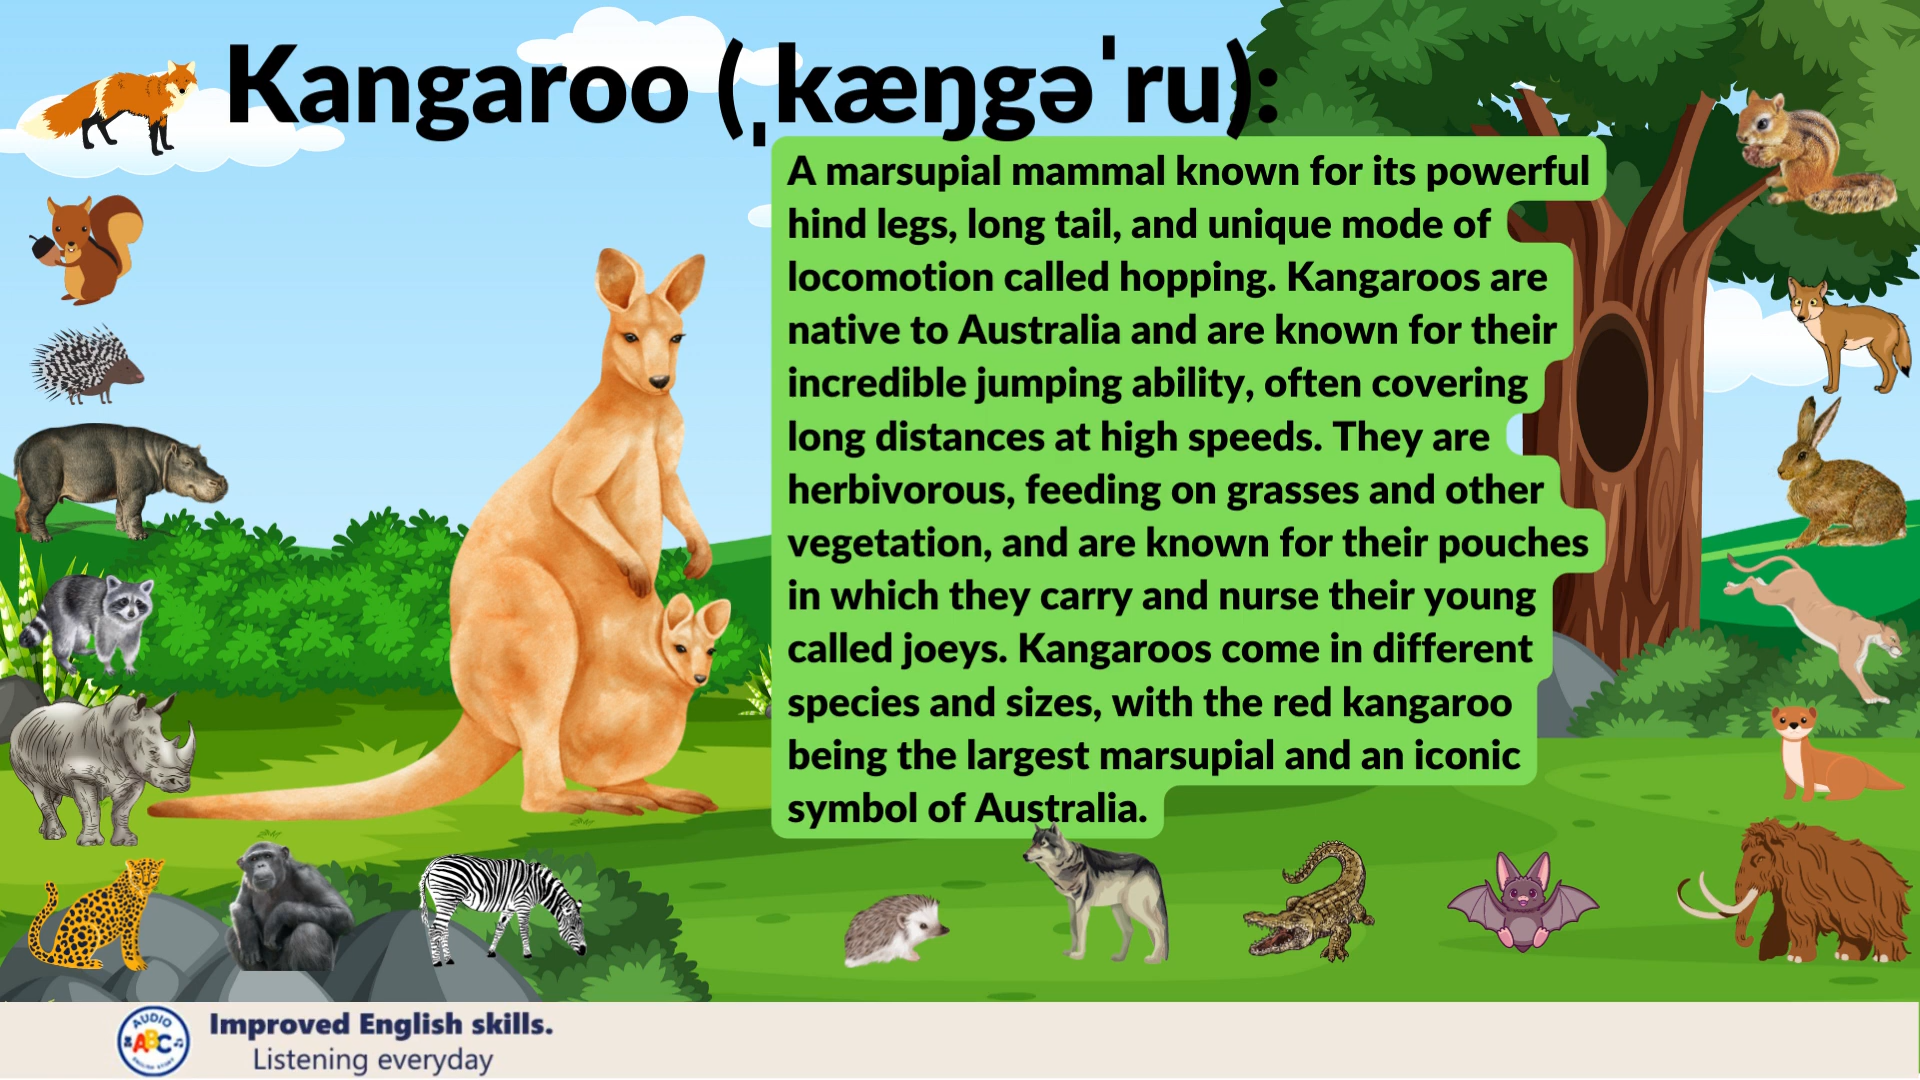 Kangaroo (ˌkæŋgəˈru):
A marsupial mammal known for its powerful
hind legs, long tail, and unique mode of
locomotion called hopping. Kangaroos are
native to Australia and are known for their
incredible jumping ability, often covering
long distances at high speeds. They are
herbivorous, feeding on grasses and other
vegetation, and are known for their pouches
in which they carry and nurse their young
called joeys. Kangaroos come in different
species and sizes, with the red kangaroo
being the largest marsupial and an iconic
symbol of Australia.
AUDIO
ABC
ENGLISH STORY
Improved English skills.
Listening everyday